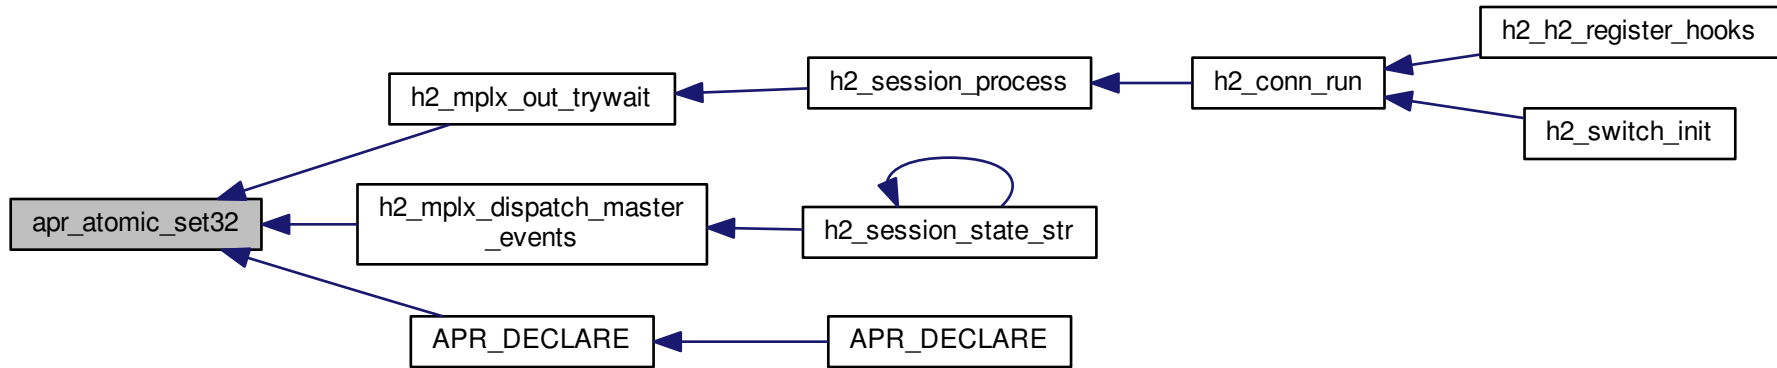 h2_h2_register_hooks
h2_session_process
h2_conn_run
h2_mplx_out_trywait
h2_switch_init
h2_mplx_dispatch_master
_events
apr_atomic_set32
h2_session_state_str
APR_DECLARE
APR_DECLARE